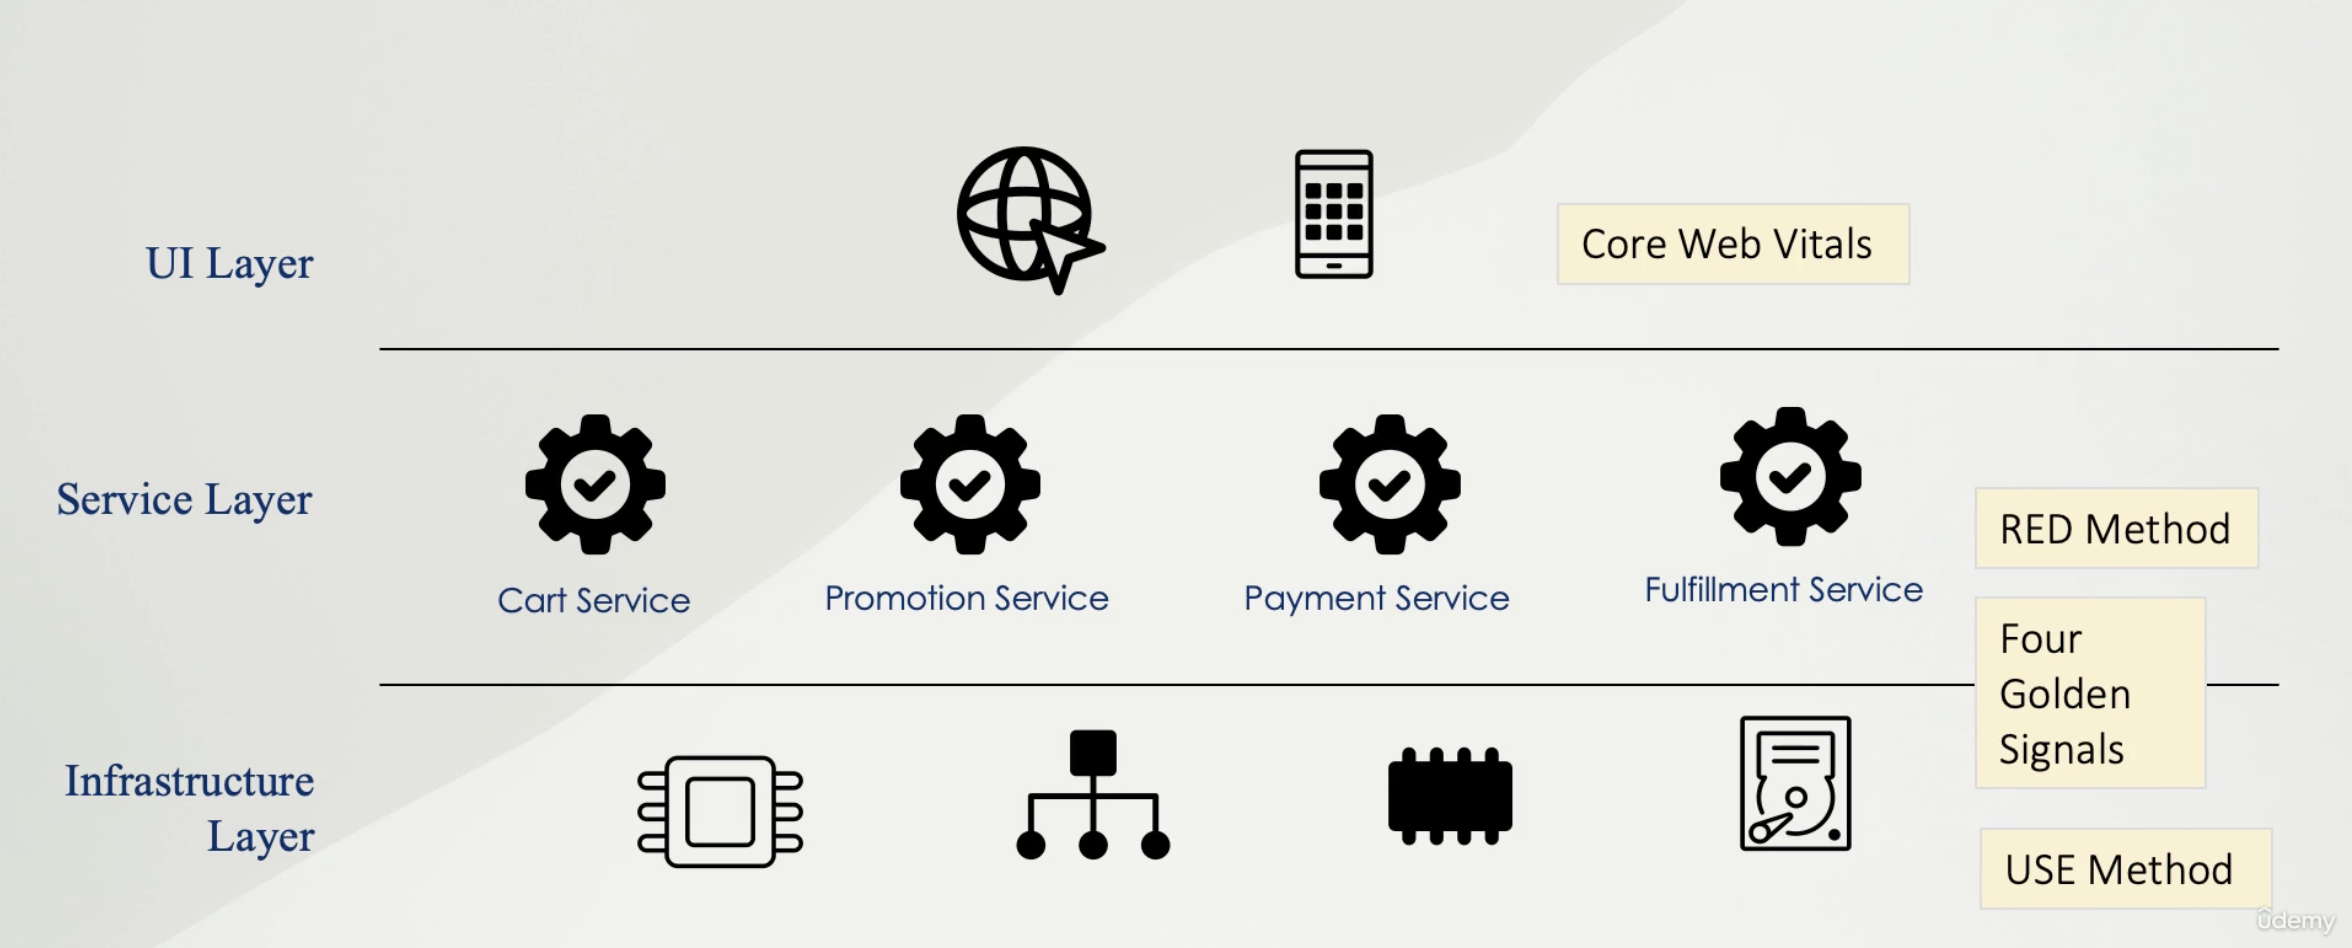 UI Layer
Core Web Vitals
Service Layer
Cart Service
Promotion Service
Payment Service
Fulfillment Service
RED Method
Four
Golden
Signals
Infrastructure
Layer
USE Method
ûdemy